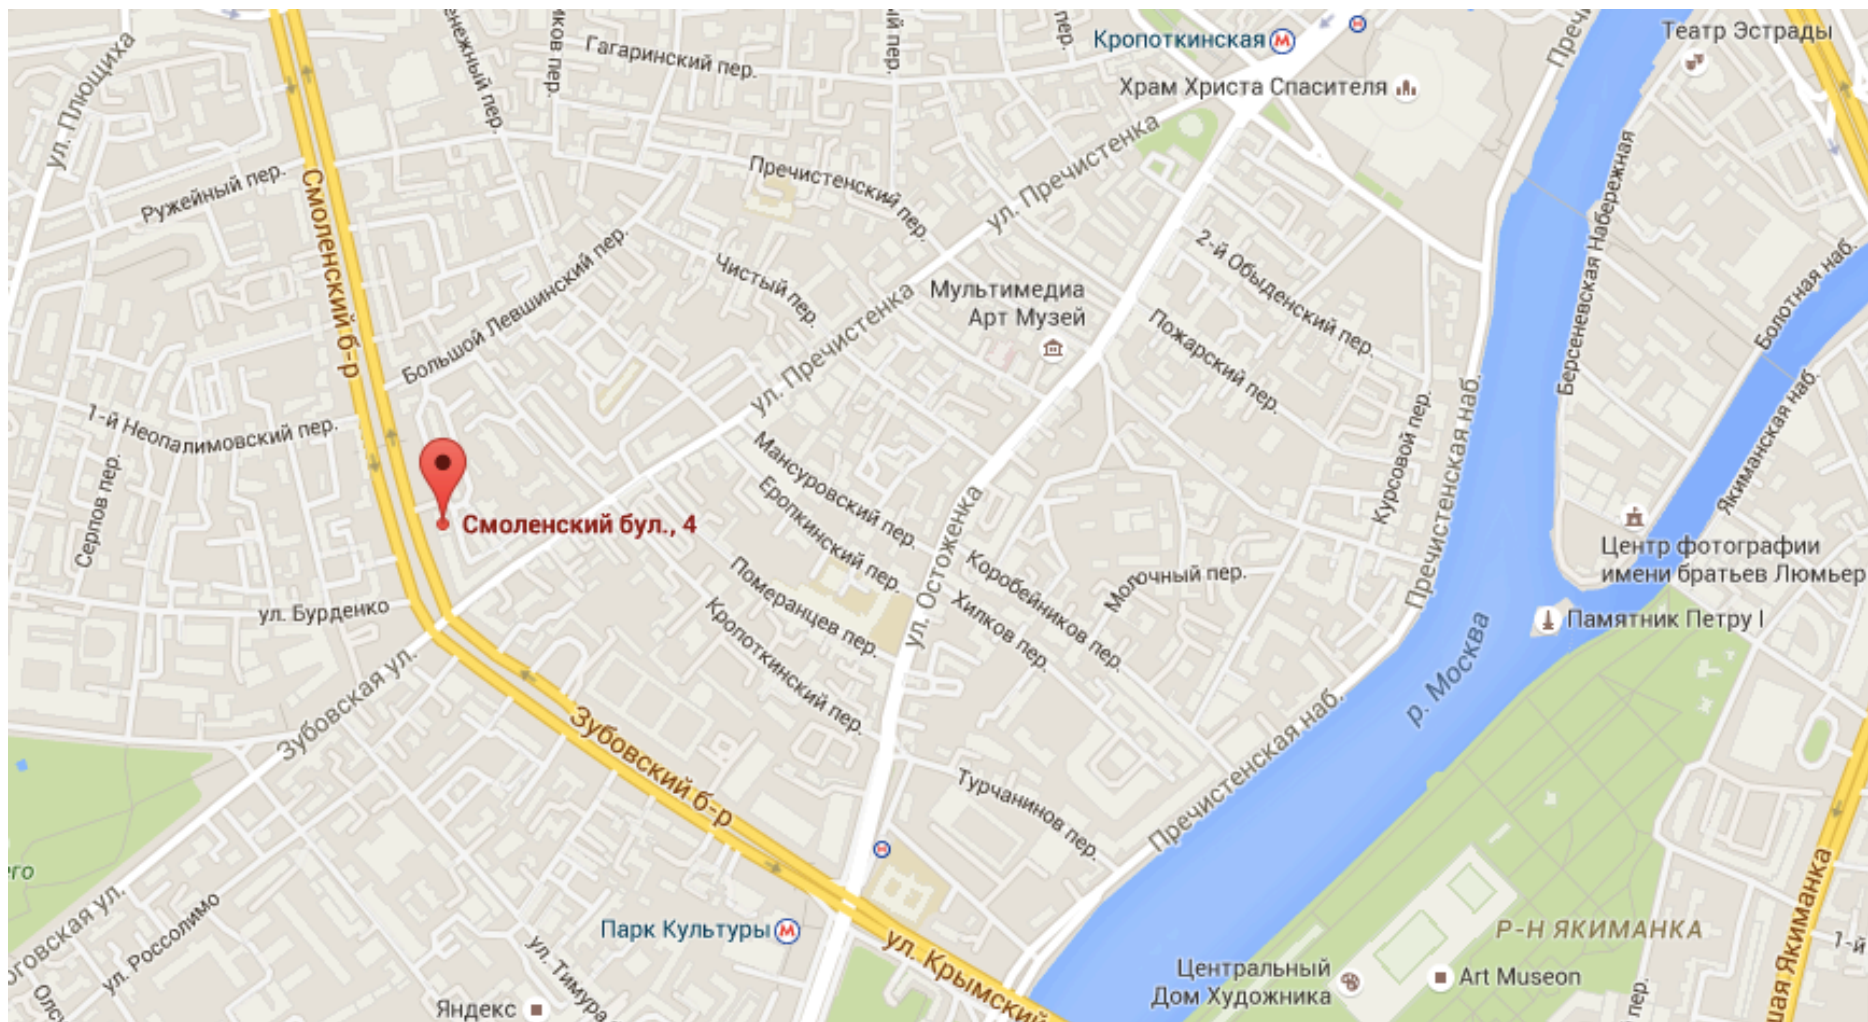 Театр Эстрады
Кропоткинская
Храм Христа Спасителя
ул. Плющиха
Гагаринский пер.
Ружейный пер.
Смоленский б-р
Пречистенский пер.
ул. Пречистенка
Берсеневская Набережная
Болотная наб.
2-й Обыденский пер.
Большой Левшинский пер.
Чистый пер.
Мультимедиа
Арт Музей
ул. Пречистенка
Пожарский пер.
Якиманская наб.
1-й Неопалимовский пер.
Курсовой пер.
Пречистенская наб.
Серпов пер.
Мансуровский пер.
Еропкинский пер.
Смоленский бул., 4
ул. Остоженка
Коробейников пер.
Молочный пер.
Центр фотографии
имени братьев Люмьер
ул. Бурденко
Померанцев пер.
Хилков пер.
Памятник Петру I
Кропоткинский пер.
р. Москва
Зубовская ул.
Зубовский б-р
Пречистенская наб.
Турчанинов пер.
ул. Россолимо
Парк Культуры
ул. Крымский
Р-Н ЯКИМАНКА
1-й
Центральный
Дом Художника
Art Museon
пер.
Яндекс
ул. Тимура